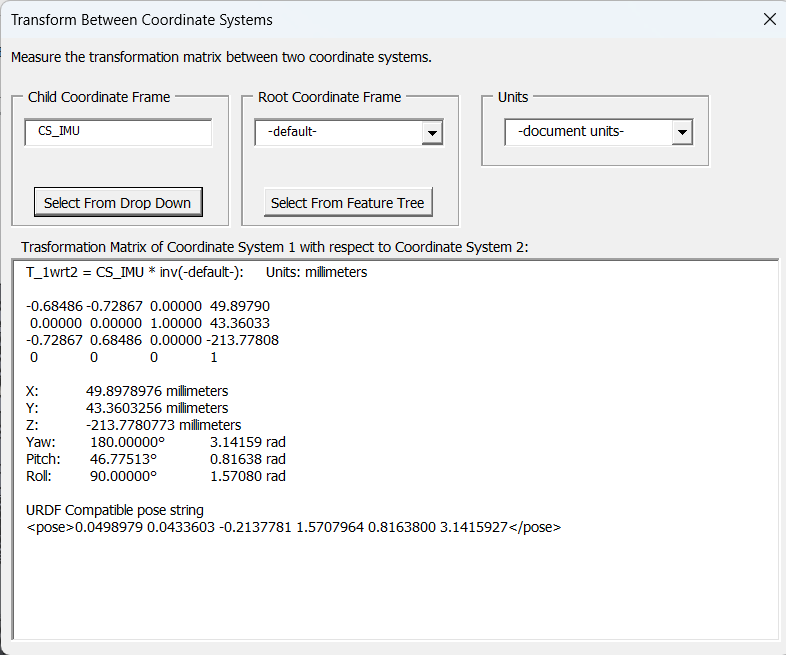 Transform Between Coordinate Systems
Measure the transformation matrix between two coordinate systems.
Child Coordinate Frame
CS_IMU
Select From Drop Down
Root Coordinate Frame
-default-
Select From Feature Tree
Units
-document units-
Trasformation Matrix of Coordinate System 1 with respect to Coordinate System 2:
T_1wrt2 = CS_IMU * inv(-default-): Units: millimeters
-0.68486 -0.72867 0.00000 49.89790
0.00000 0.00000 1.00000 43.36033
-0.72867 0.68486 0.00000 -213.77808
0 0 0 1
X: 49.8978976 millimeters
Y: 43.3603256 millimeters
Z: -213.7780773 millimeters
Yaw: 180.00000° 3.14159 rad
Pitch: 46.77513° 0.81638 rad
Roll: 90.00000° 1.57080 rad
URDF Compatible pose string
<pose>0.0498979 0.0433603 -0.2137781 1.5707964 0.8163800 3.1415927</pose>